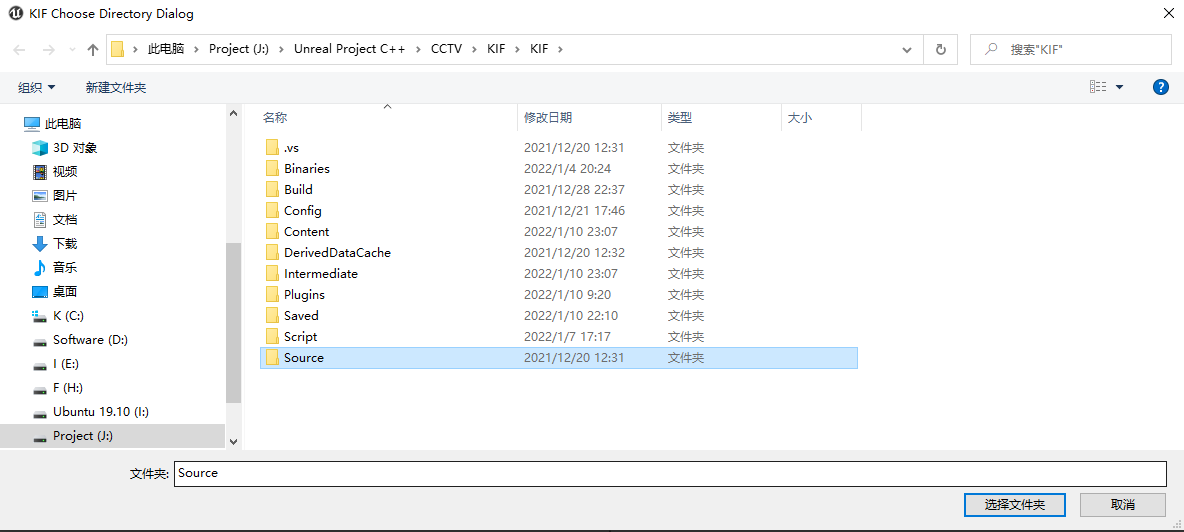 KIF Choose Directory Dialog
此电脑 › Project (J:) › Unreal Project C++ › CCTV › KIF › KIF ›
搜索"KIF"
组织 新建文件夹
名称 修改日期 类型 大小
此电脑
3D 对象
视频
图片
文档
下载
音乐
桌面
K (C:)
Software (D:)
I (E:)
F (H:)
Ubuntu 19.10 (I:)
Project (J:)
.vs 2021/12/20 12:31 文件夹
Binaries 2022/1/4 20:24 文件夹
Build 2021/12/28 22:37 文件夹
Config 2021/12/21 17:46 文件夹
Content 2022/1/10 23:07 文件夹
DerivedDataCache 2021/12/20 12:32 文件夹
Intermediate 2022/1/10 23:07 文件夹
Plugins 2022/1/10 9:20 文件夹
Saved 2022/1/10 22:10 文件夹
Script 2022/1/7 17:17 文件夹
Source 2021/12/20 12:31 文件夹
文件夹: Source
选择文件夹 取消